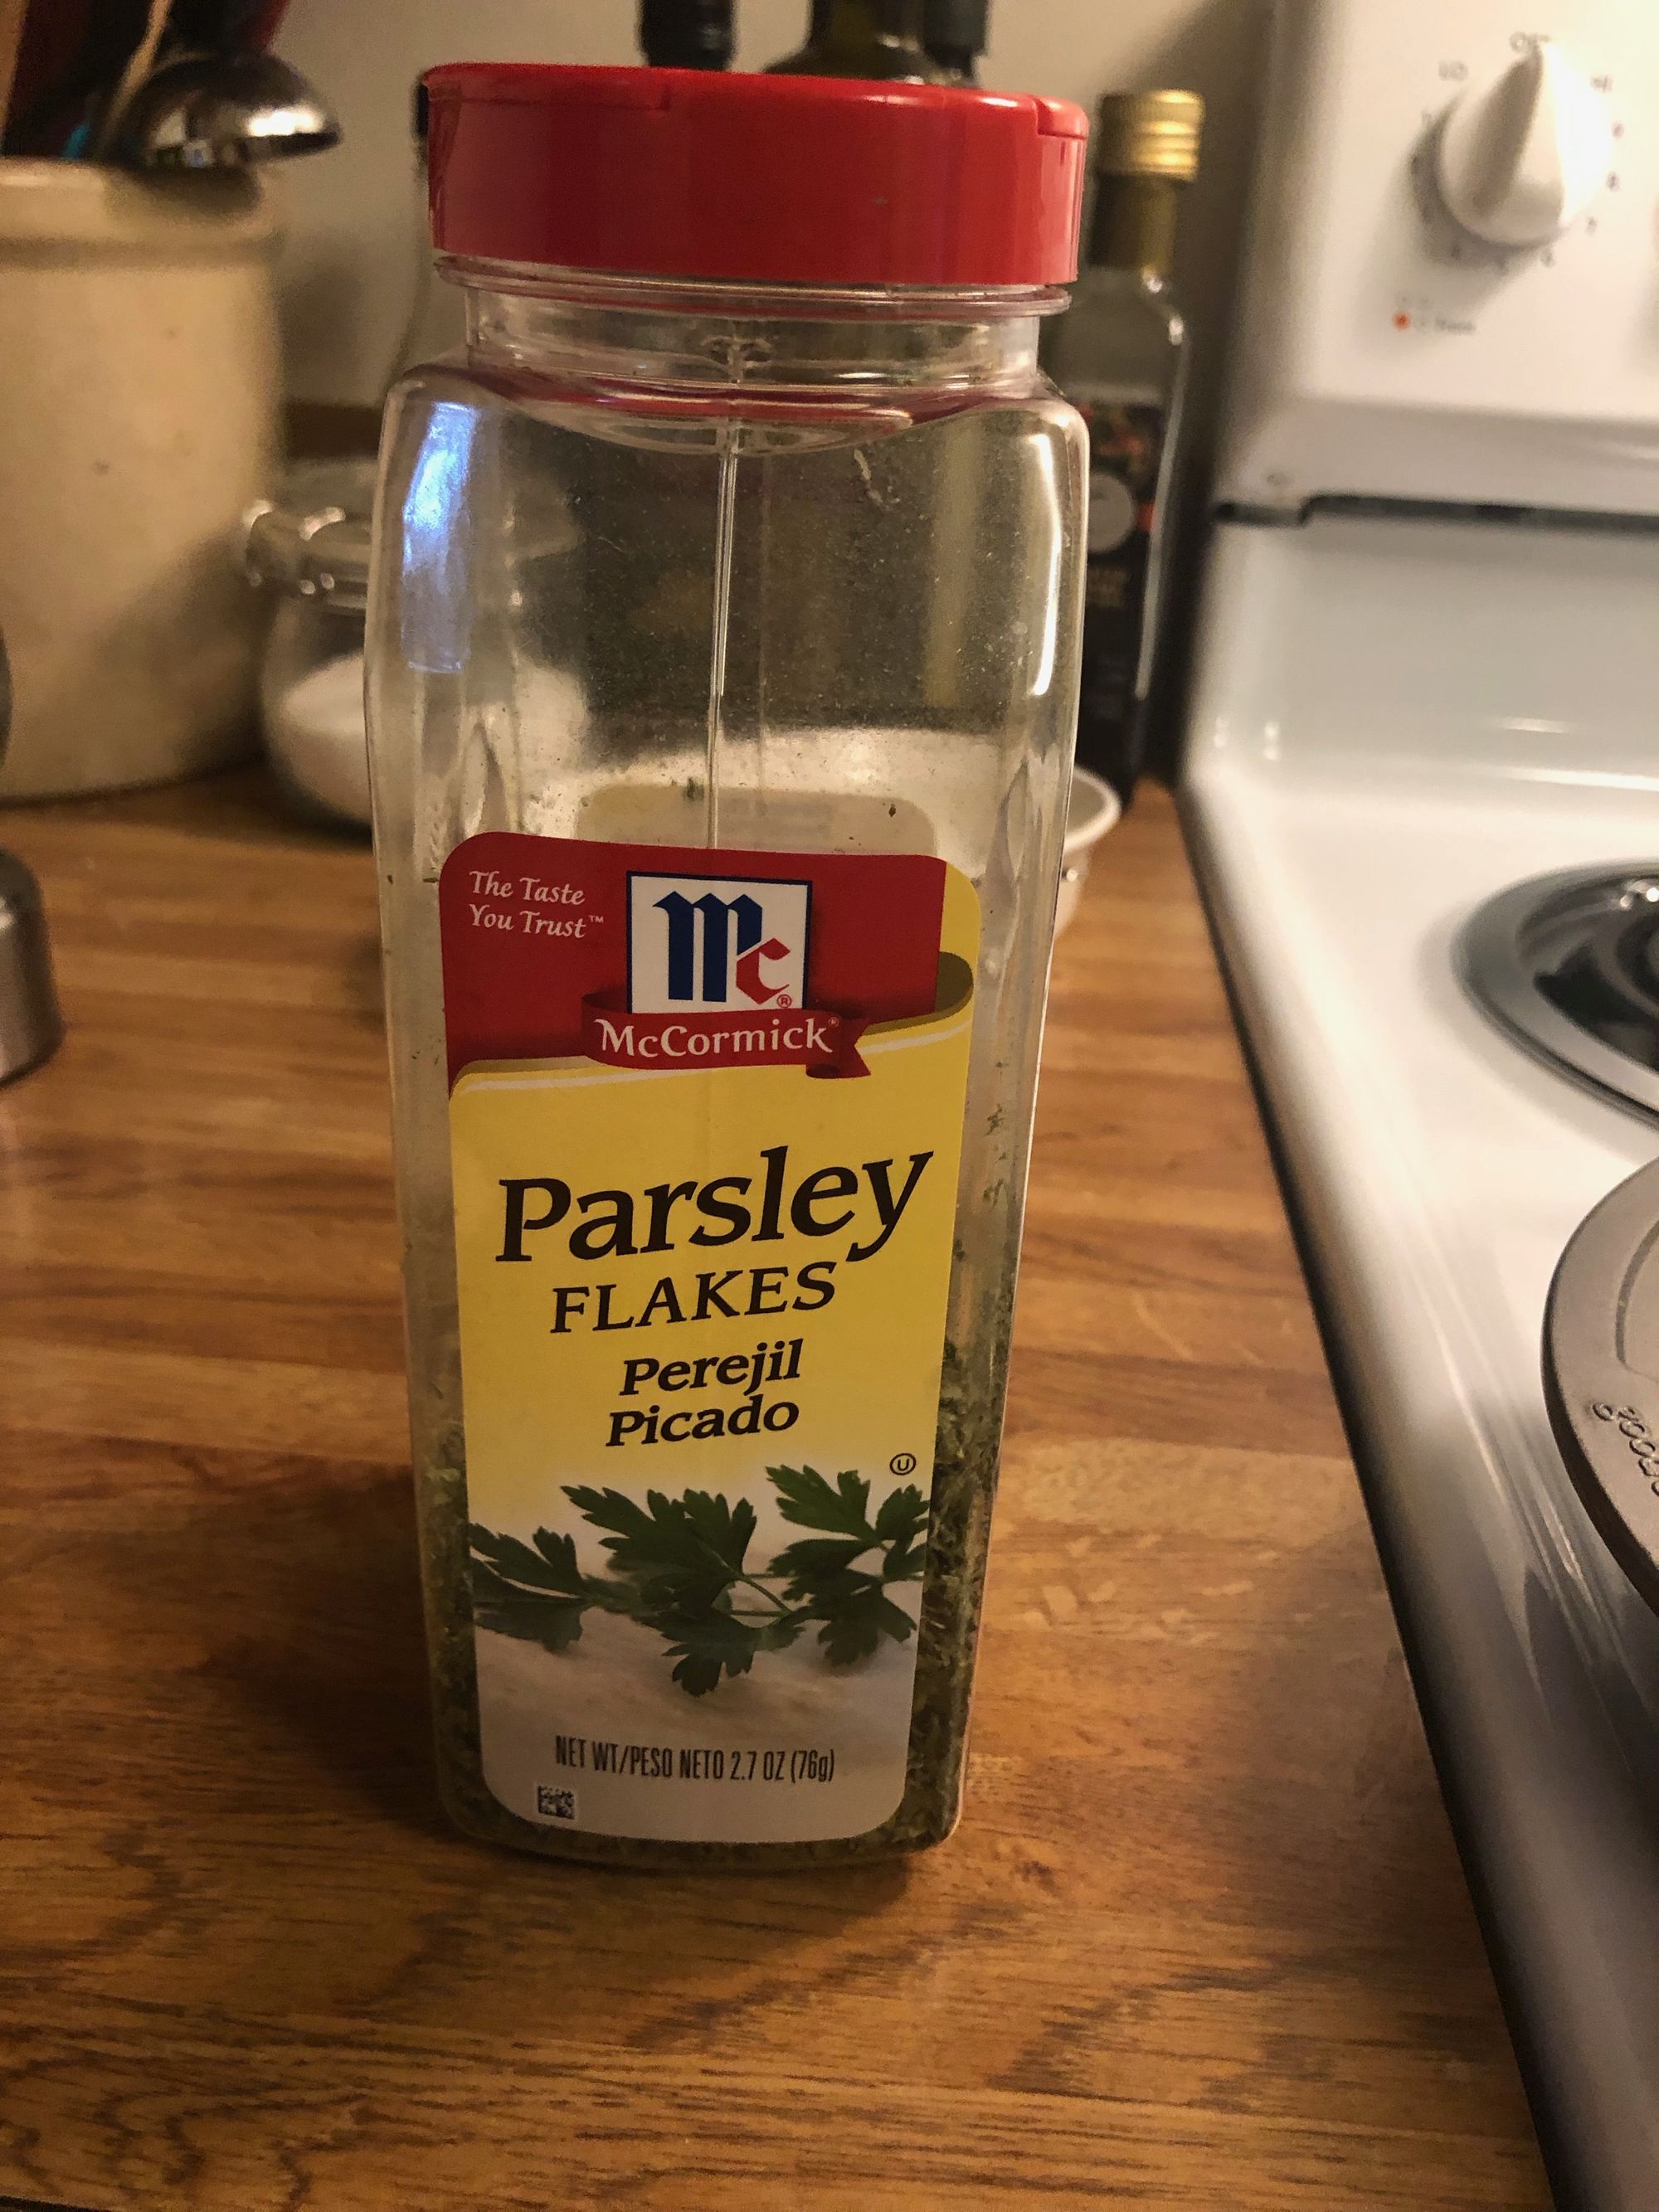 The Taste
You Trust™
Mc®
McCormick®
Parsley
FLAKES
Perejil
Picado
U
NET WT/PESO NETO 2.7 OZ (76g)